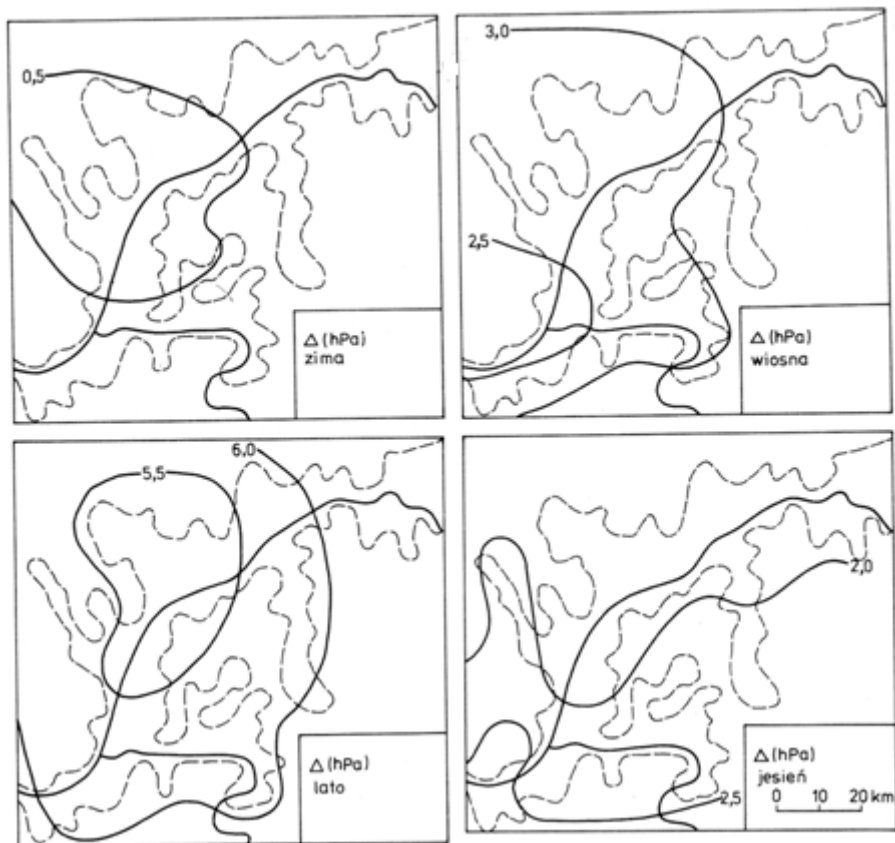 0,5
Δ (hPa)
zima
3,0
2,5
Δ (hPa)
wiosna
5,5
6,0
Δ (hPa)
lato
2,0
2,5
Δ (hPa)
jesień
0 10 20 km